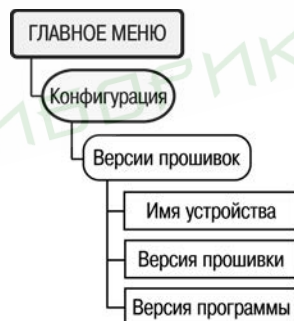 ГЛАВНОЕ МЕНЮ
Конфигурация
Версии прошивок
Имя устройства
Версия прошивки
Версия программы